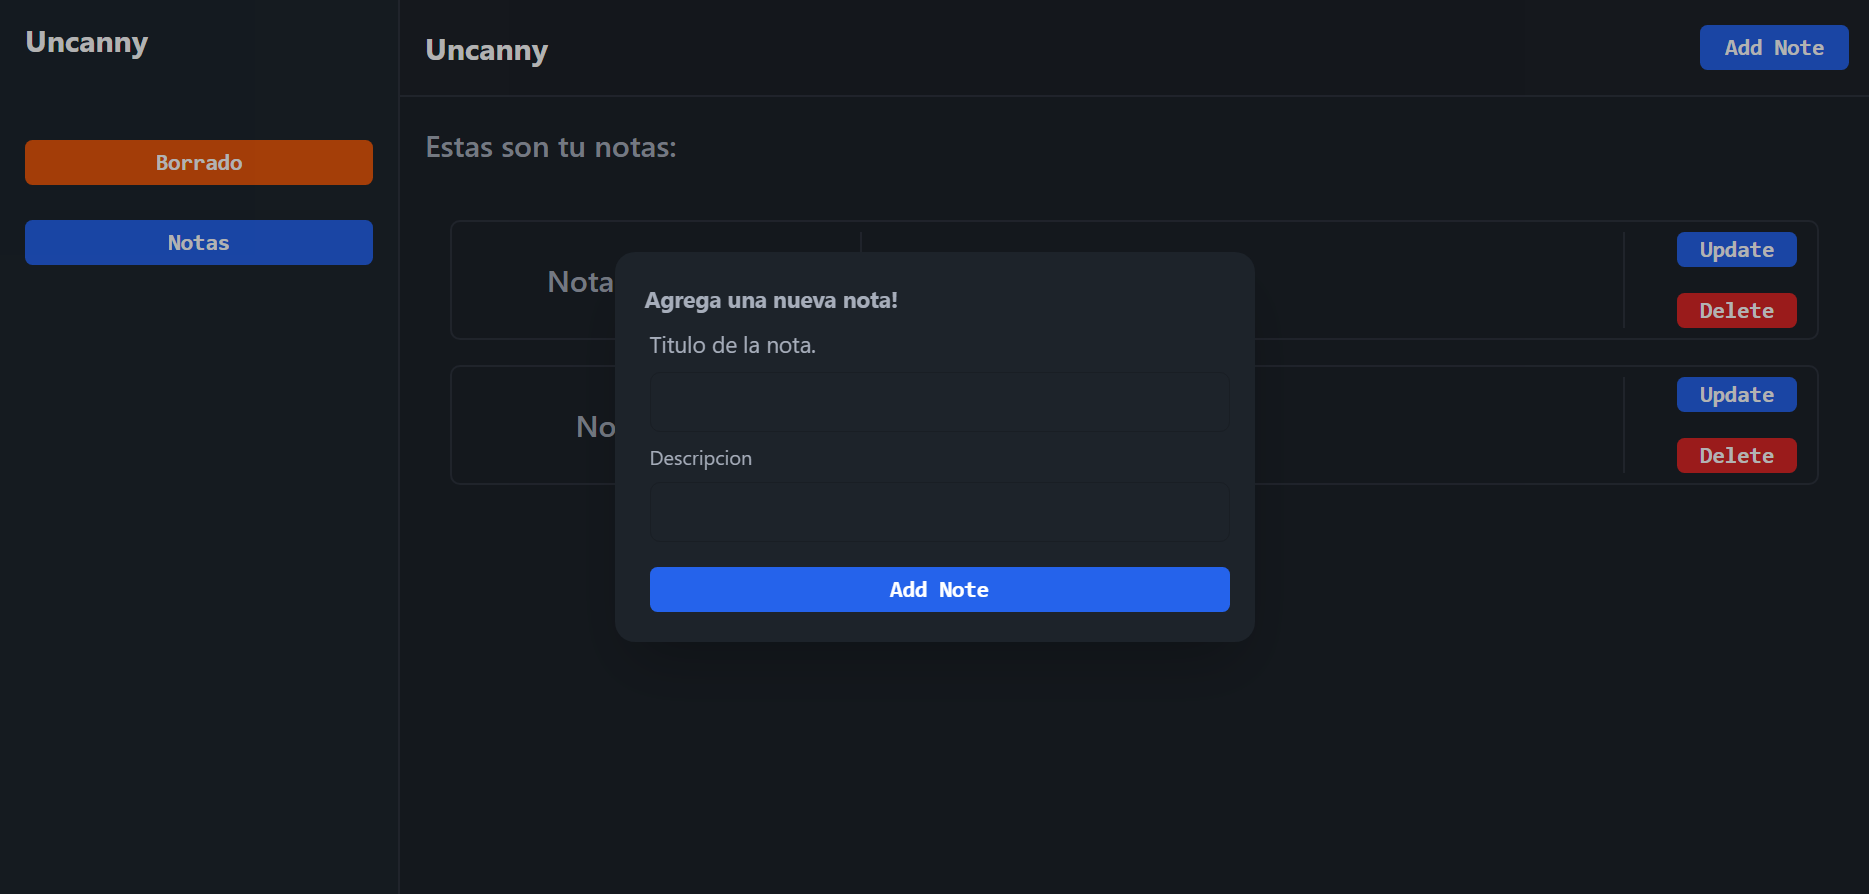 Uncanny
Borrado
Notas
Uncanny
Add Note
Estas son tu notas:
Nota
Update
Delete
No
Update
Delete
Agrega una nueva nota!
Titulo de la nota.
Descripcion
Add Note